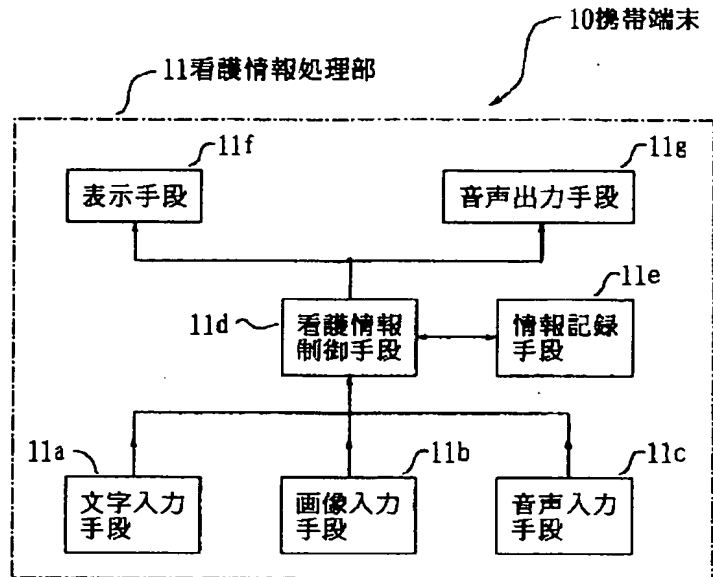 10携帯端末
11看護情報処理部
11f
11g
表示手段
音声出力手段
11e
11d
看護情報
制御手段
情報記録
手段
11a
11b
11c
文字入力
手段
画像入力
手段
音声入力
手段